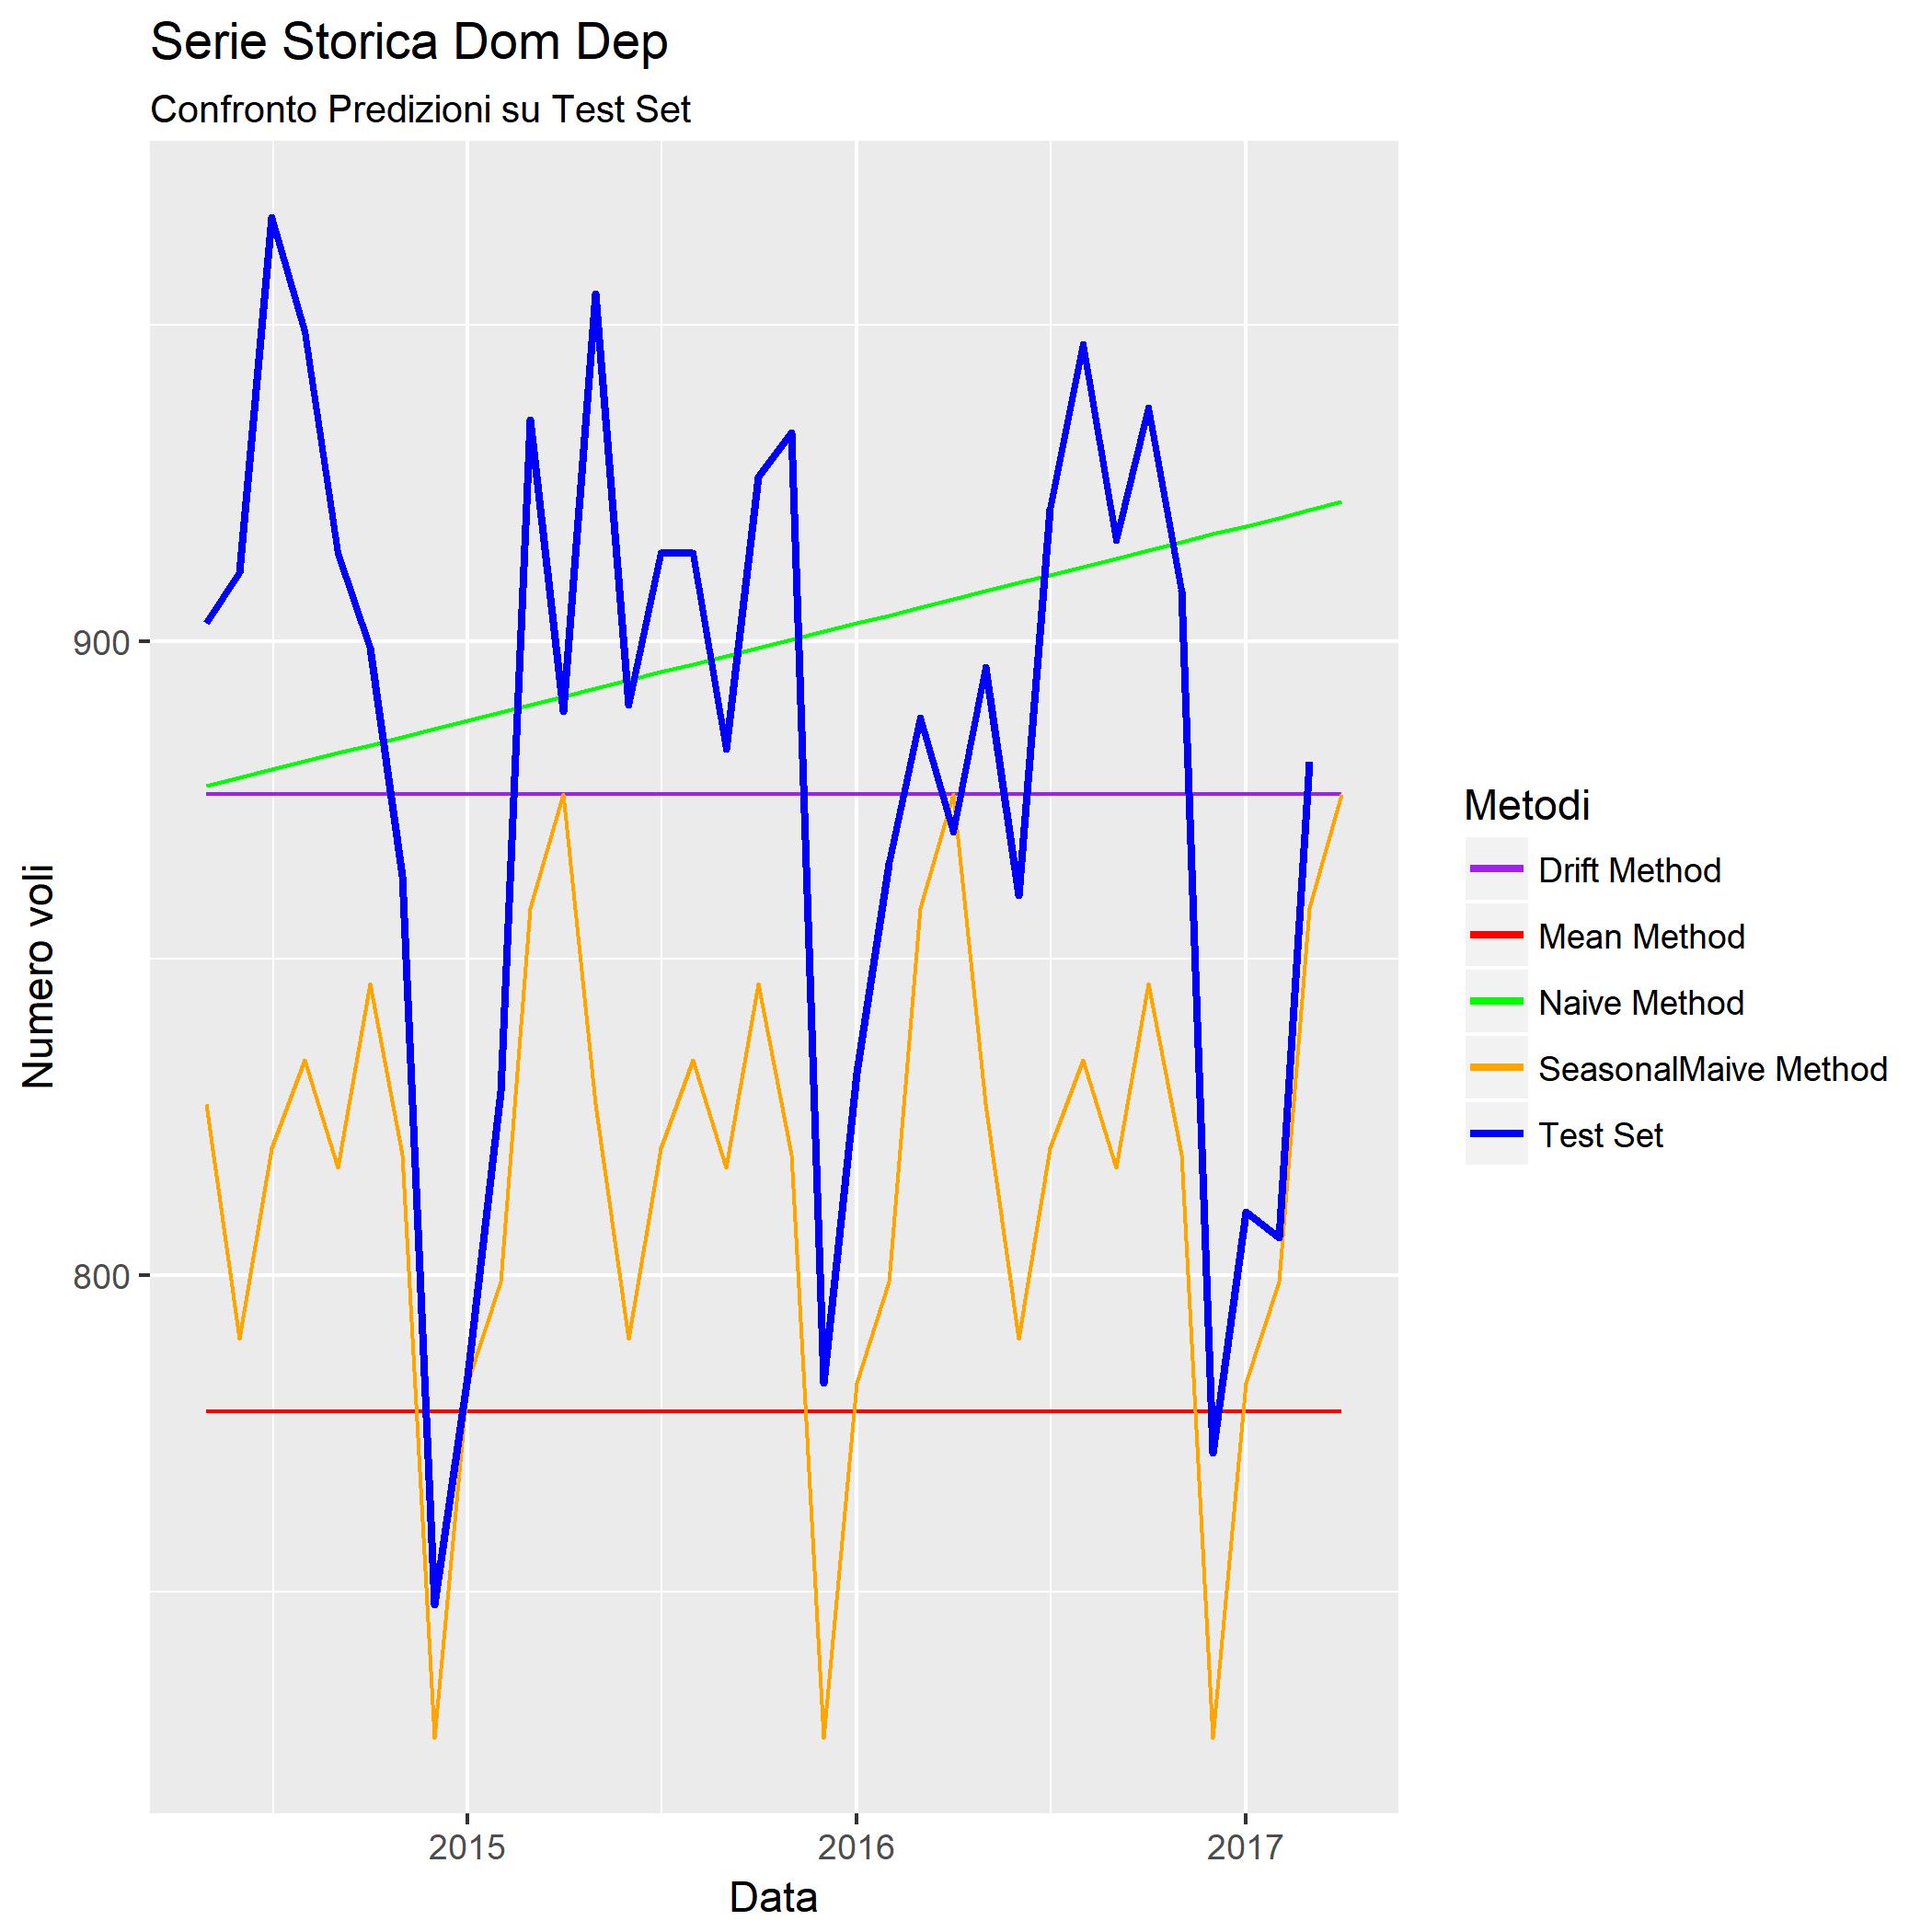 Serie Storica Dom Dep
Confronto Predizioni su Test Set
900
800
Numero voli
2015
2016
2017
Data
Metodi
Drift Method
Mean Method
Naive Method
SeasonalMaive Method
Test Set